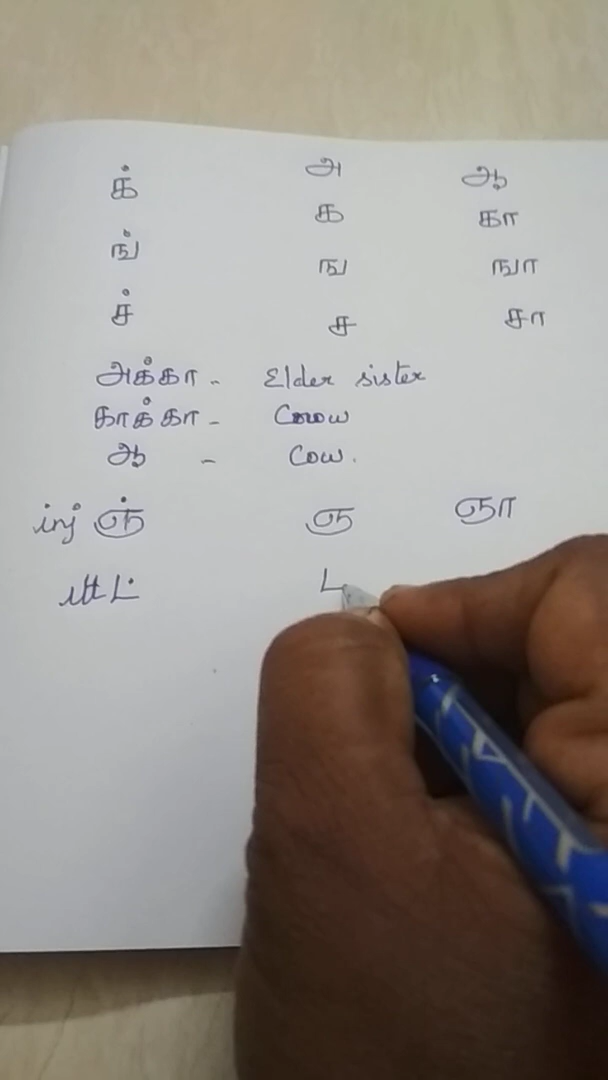 க் அ ஆ
க கா
ங் ங ஙா
ச் ச சா
அக்கா - Elder sister
காக்கா - Crow
ஆ - Cow.
inj ஞ் ஞ ஞா
itt ட் ட